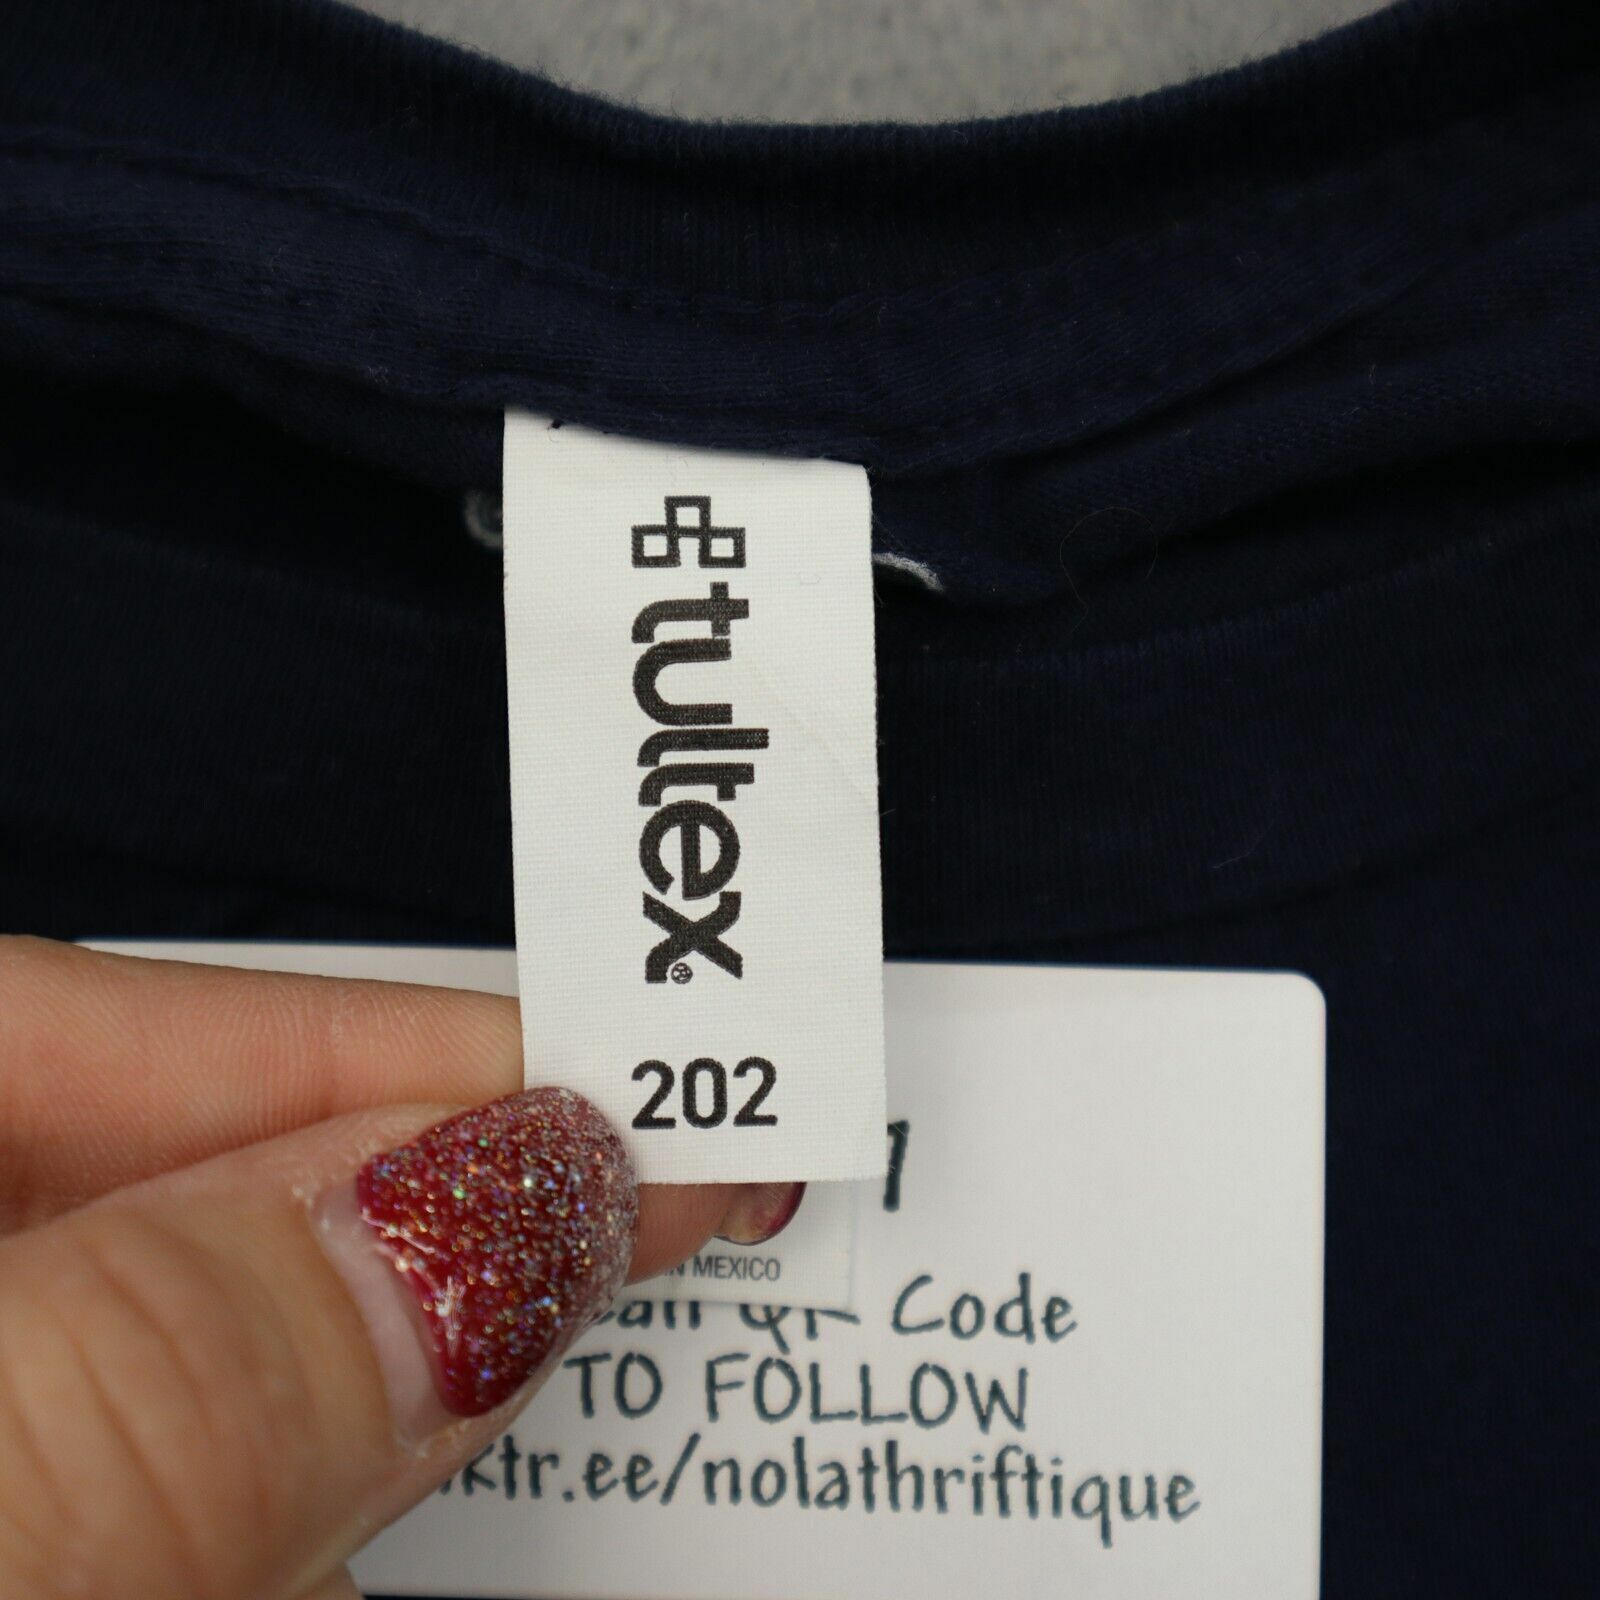 tultex®
202
MEXICO
Code
TO FOLLOW
ktr.ee/nolathriftique